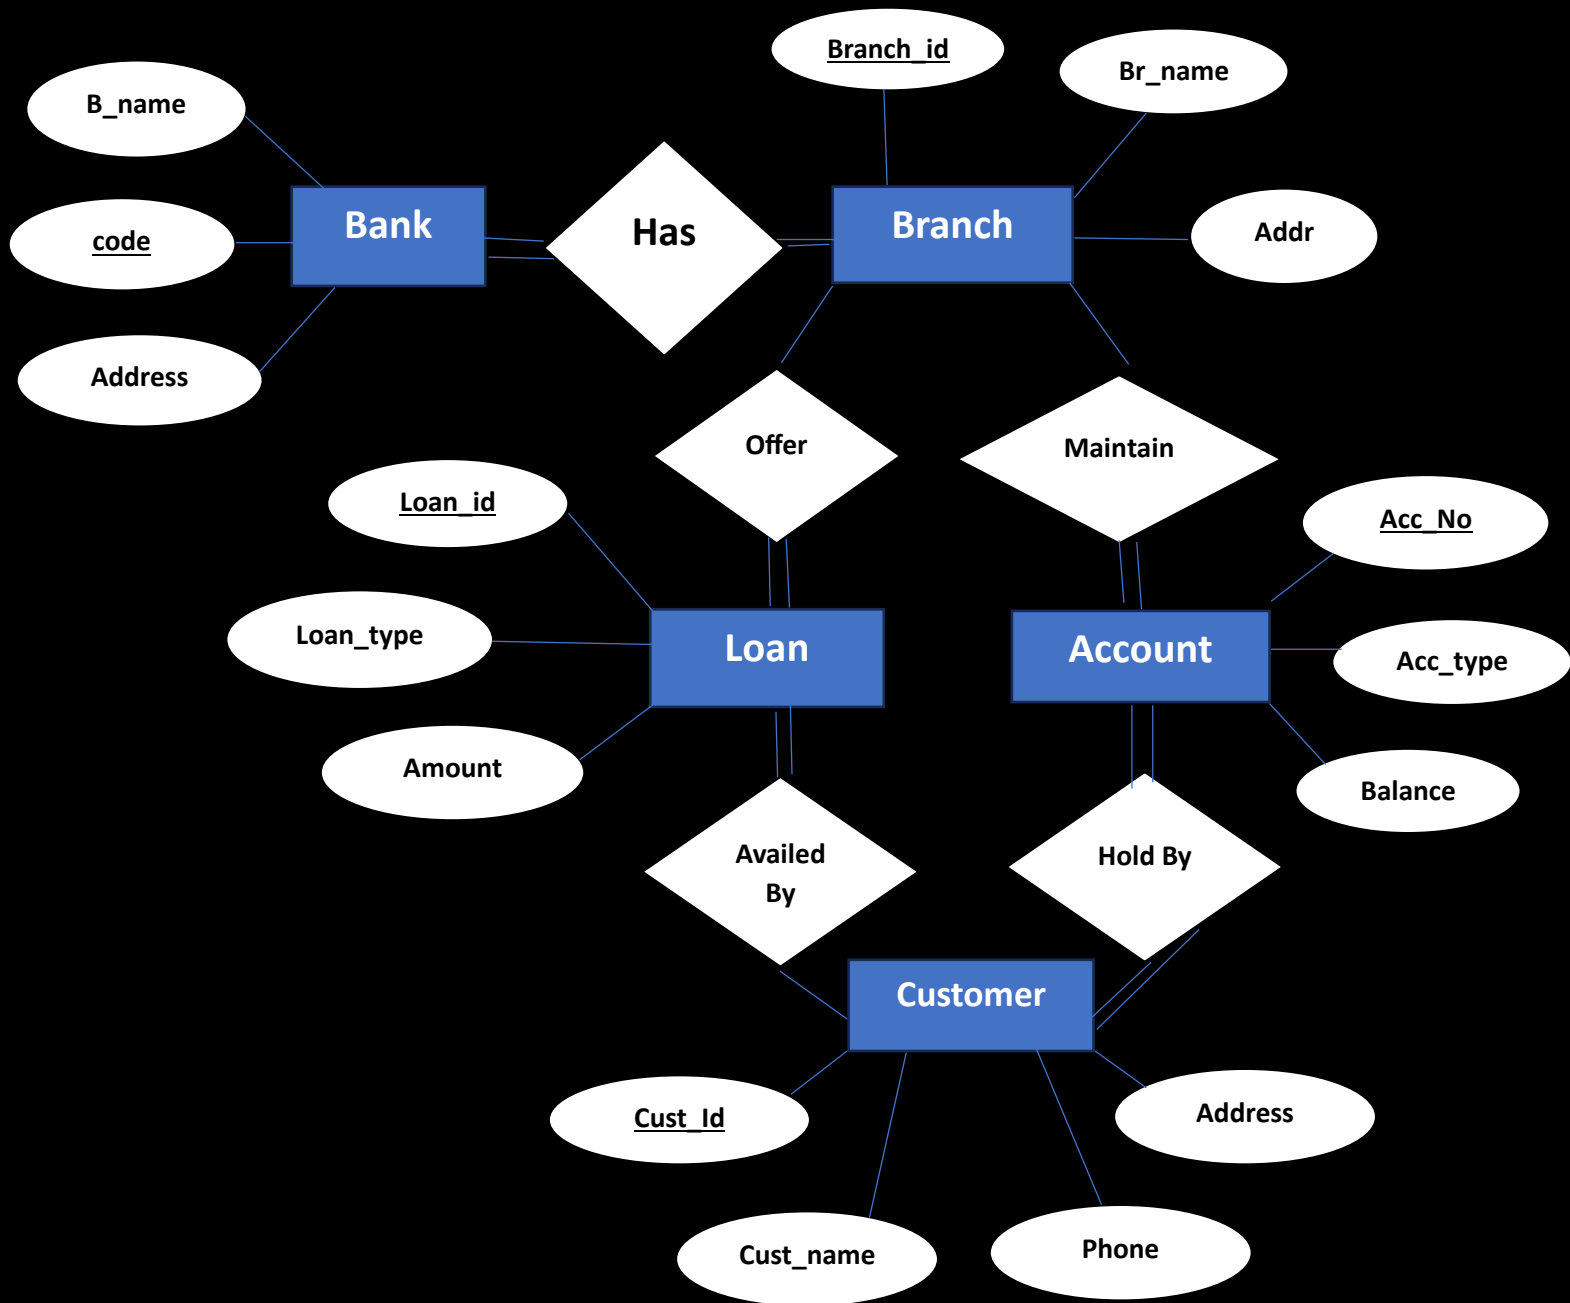 Branch_id
Br_name
B_name
Bank
Has
Branch
code
Addr
Address
Offer
Maintain
Loan_id
Acc_No
Loan_type
Loan
Account
Acc_type
Amount
Balance
Availed
By
Hold By
Customer
Cust_Id
Address
Cust_name
Phone